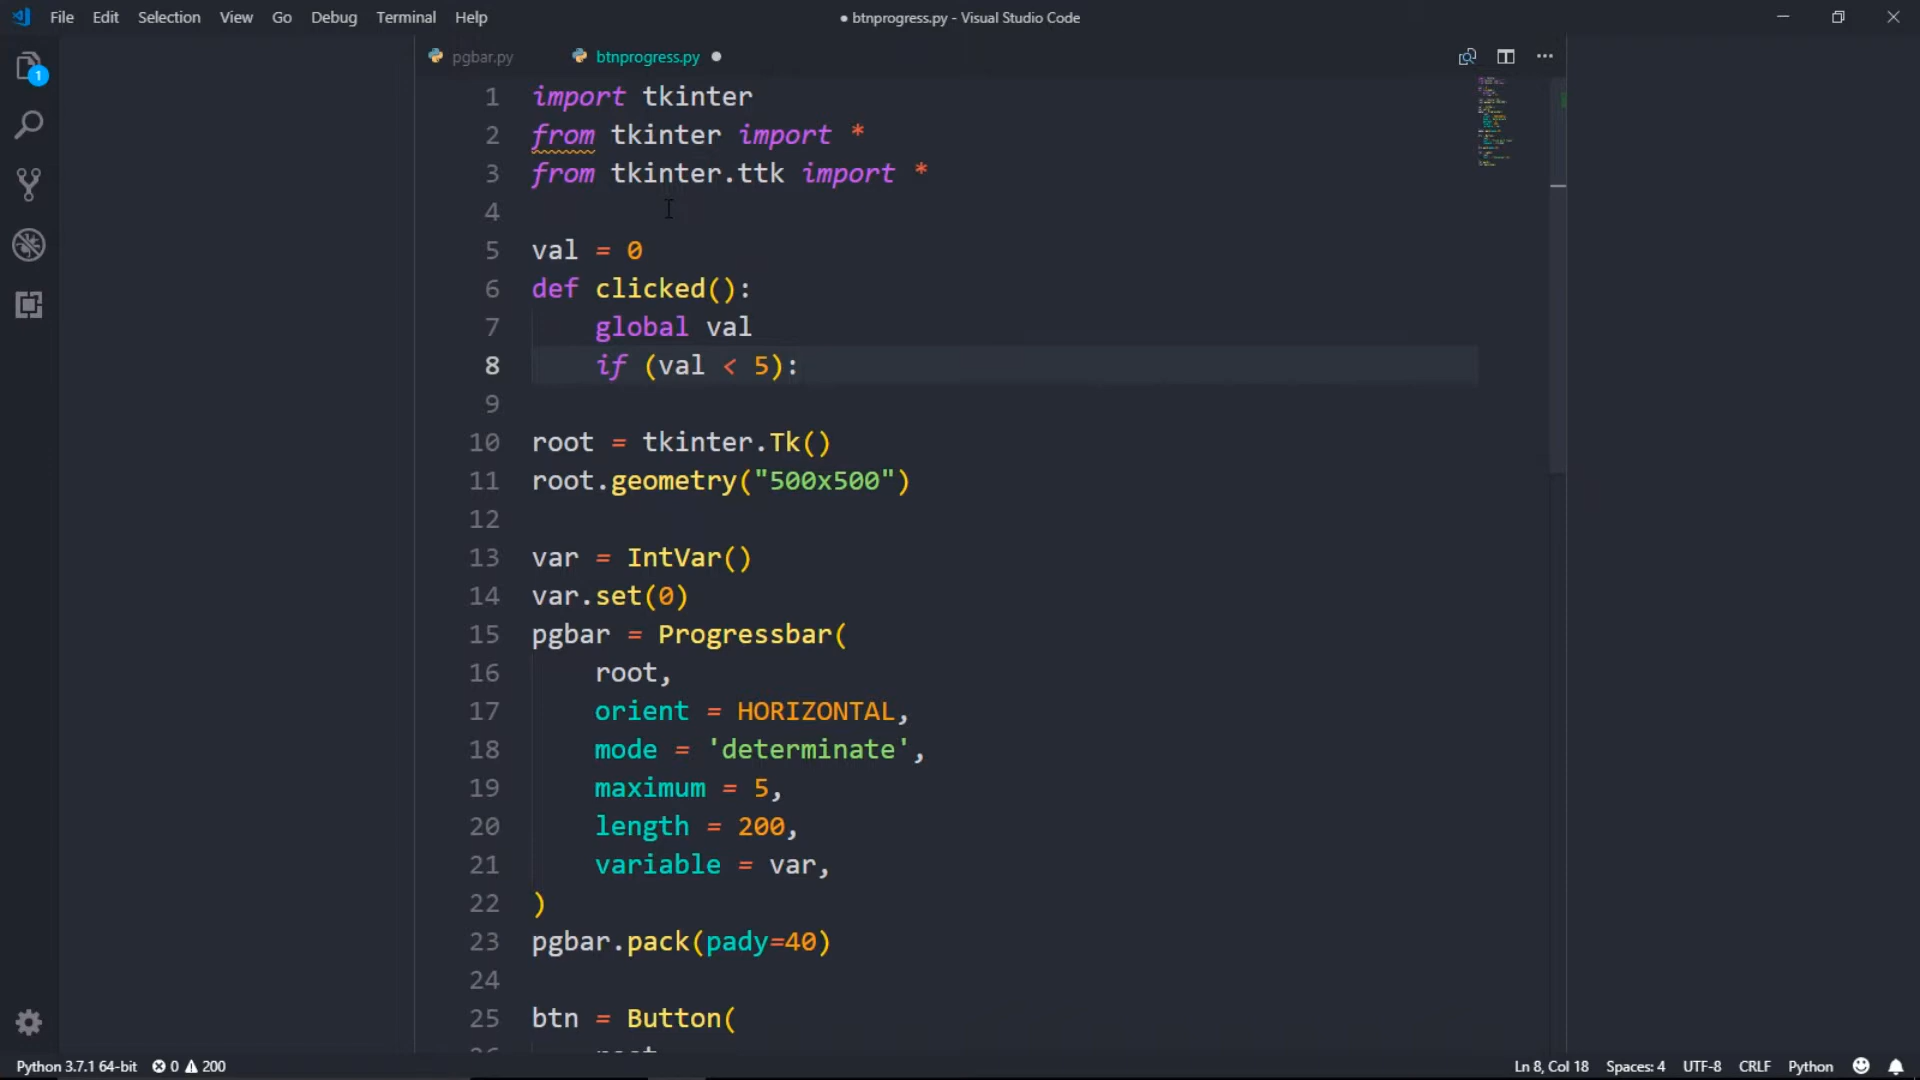 File Edit Selection View Go Debug Terminal Help
● btnprogress.py - Visual Studio Code
1
pgbar.py
btnprogress.py ●
1 import tkinter
2 from tkinter import *
3 from tkinter.ttk import *
4
5 val = 0
6 def clicked():
7 global val
8 if (val < 5):
9
10 root = tkinter.Tk()
11 root.geometry("500x500")
12
13 var = IntVar()
14 var.set(0)
15 pgbar = Progressbar(
16 root,
17 orient = HORIZONTAL,
18 mode = 'determinate',
19 maximum = 5,
20 length = 200,
21 variable = var,
22 )
23 pgbar.pack(pady=40)
24
25 btn = Button(
Python 3.7.1 64-bit 0 200
Ln 8, Col 18 Spaces: 4 UTF-8 CRLF Python